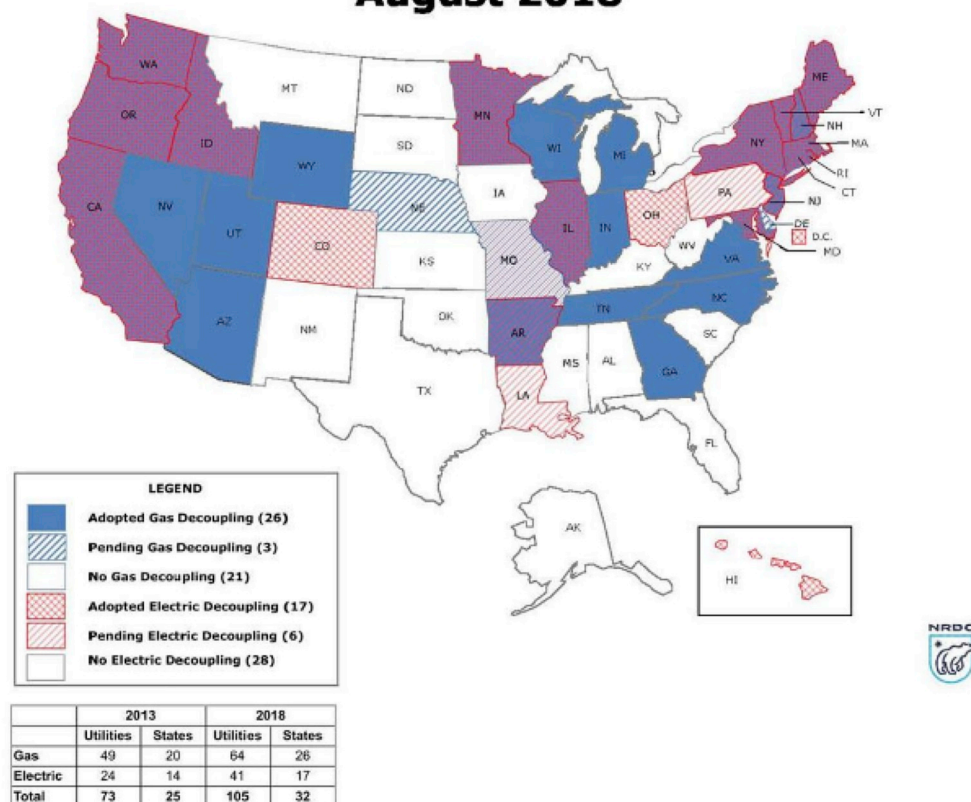 August 2018
WA
MT
ND
MN
ME
VT
OR
ID
SD
WI
MI
NY
NH
MA
WY
RI
CT
IA
NE
PA
NJ
CA
NV
UT
CO
IL
IN
OH
DE
D.C.
MD
WV
KS
MO
KY
VA
AZ
NM
OK
AR
TN
NC
SC
TX
LA
MS
AL
GA
FL
AK
HI
LEGEND
Adopted Gas Decoupling (26)
Pending Gas Decoupling (3)
No Gas Decoupling (21)
Adopted Electric Decoupling (17)
Pending Electric Decoupling (6)
No Electric Decoupling (28)
NRDC
2013 2018
Utilities States Utilities States
Gas 49 20 64 26
Electric 24 14 41 17
Total 73 25 105 32